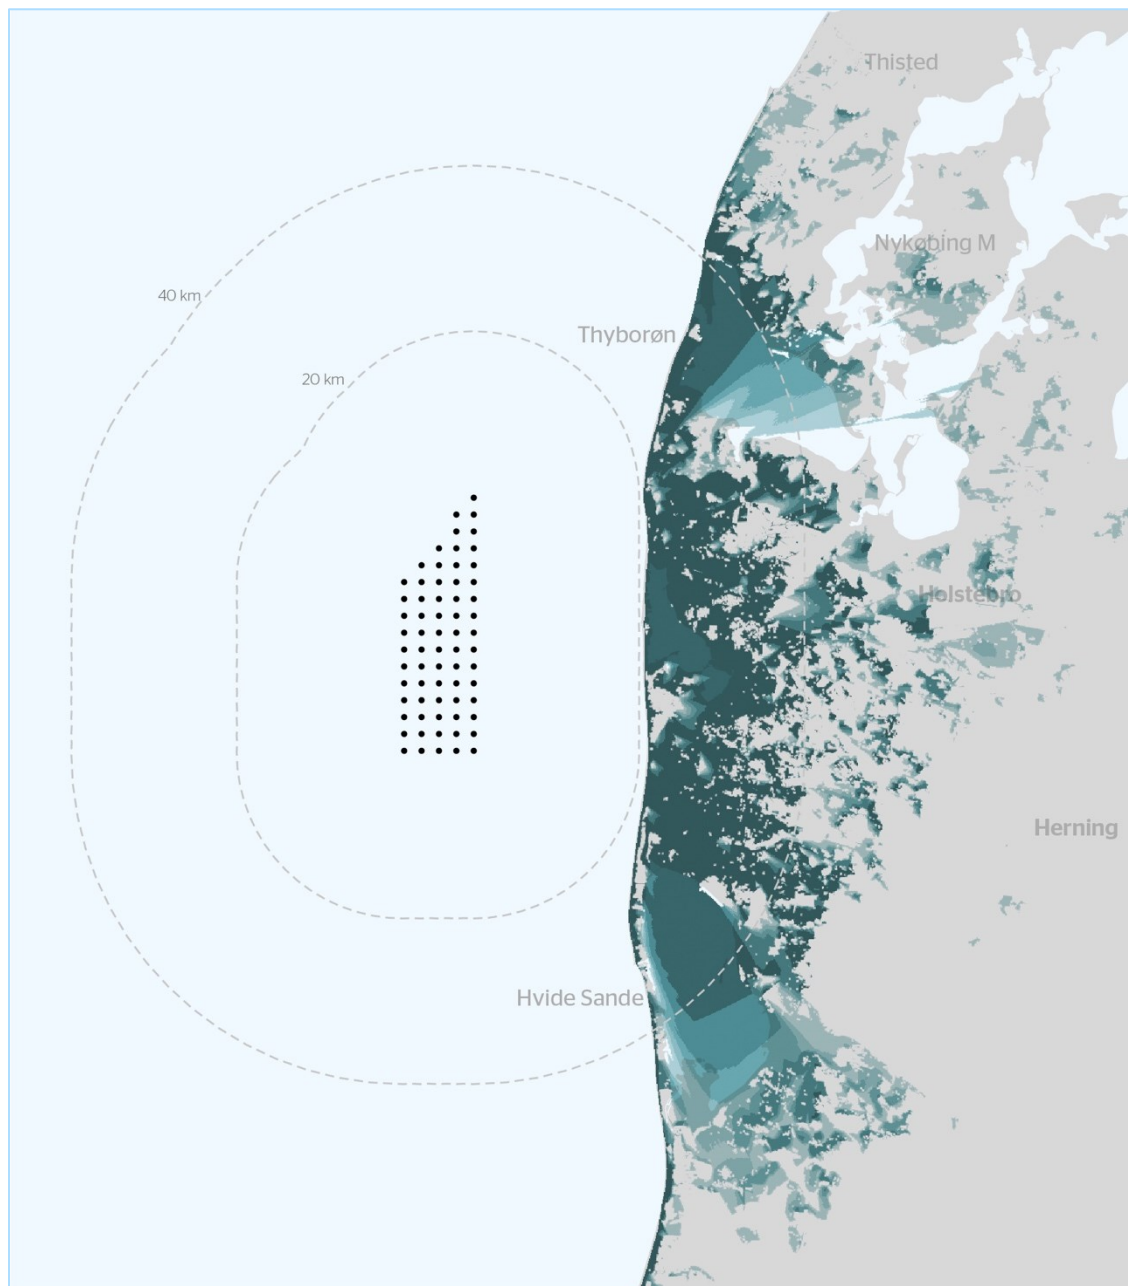 Thisted
Nykøbing M
40 km
Thyborøn
20 km
Holstebro
Herning
Hvide Sande